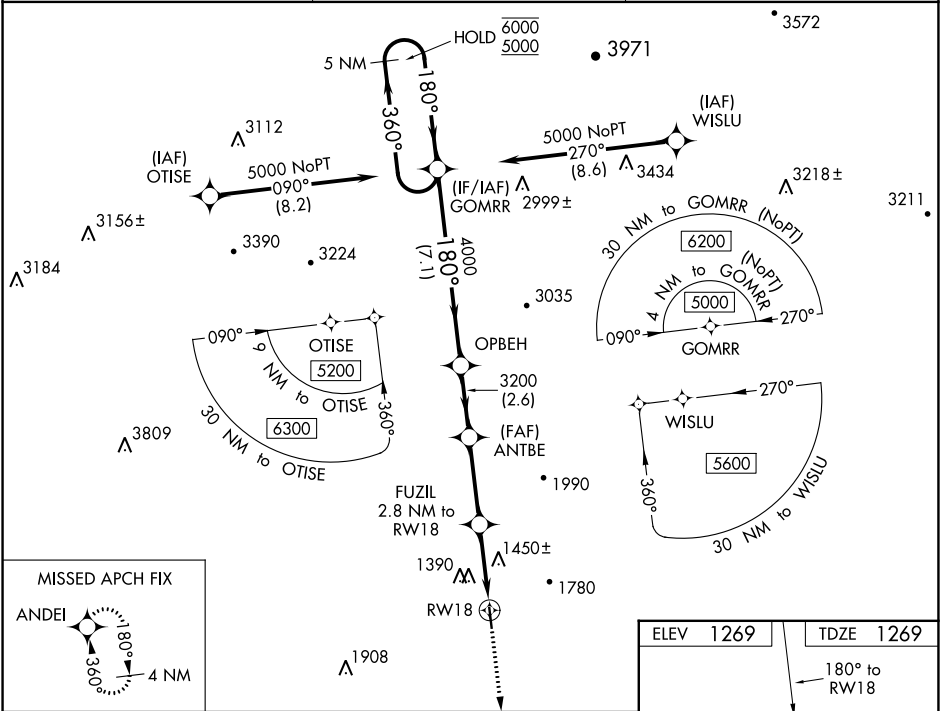 3572
HOLD 6000
5000
5 NM
3971
180°
360°
(IAF)
WISLU
3112
5000 NoPT
270°
(8.6)
3434
(IAF)
OTISE
5000 NoPT
090°
(8.2)
(IF/IAF)
GOMRR
2999±
3218±
3211
3156±
3390
3224
3184
4000
180°
(7.1)
3035
30 NM to GOMRR (NoPT)
6200
4 NM to GOMRR (NoPT)
5000
090°
270°
GOMRR
090°
OTISE
5200
9 NM to OTISE
360°
6300
30 NM to OTISE
OPBEH
3200
(2.6)
(FAF)
ANTBE
270°
WISLU
5600
360°
30 NM to WISLU
3809
1990
FUZIL
2.8 NM to
RW18
1450±
1390
1780
RW18
1908
MISSED APCH FIX
ANDEI
180°
360°
4 NM
ELEV 1269
TDZE 1269
180° to
RW18